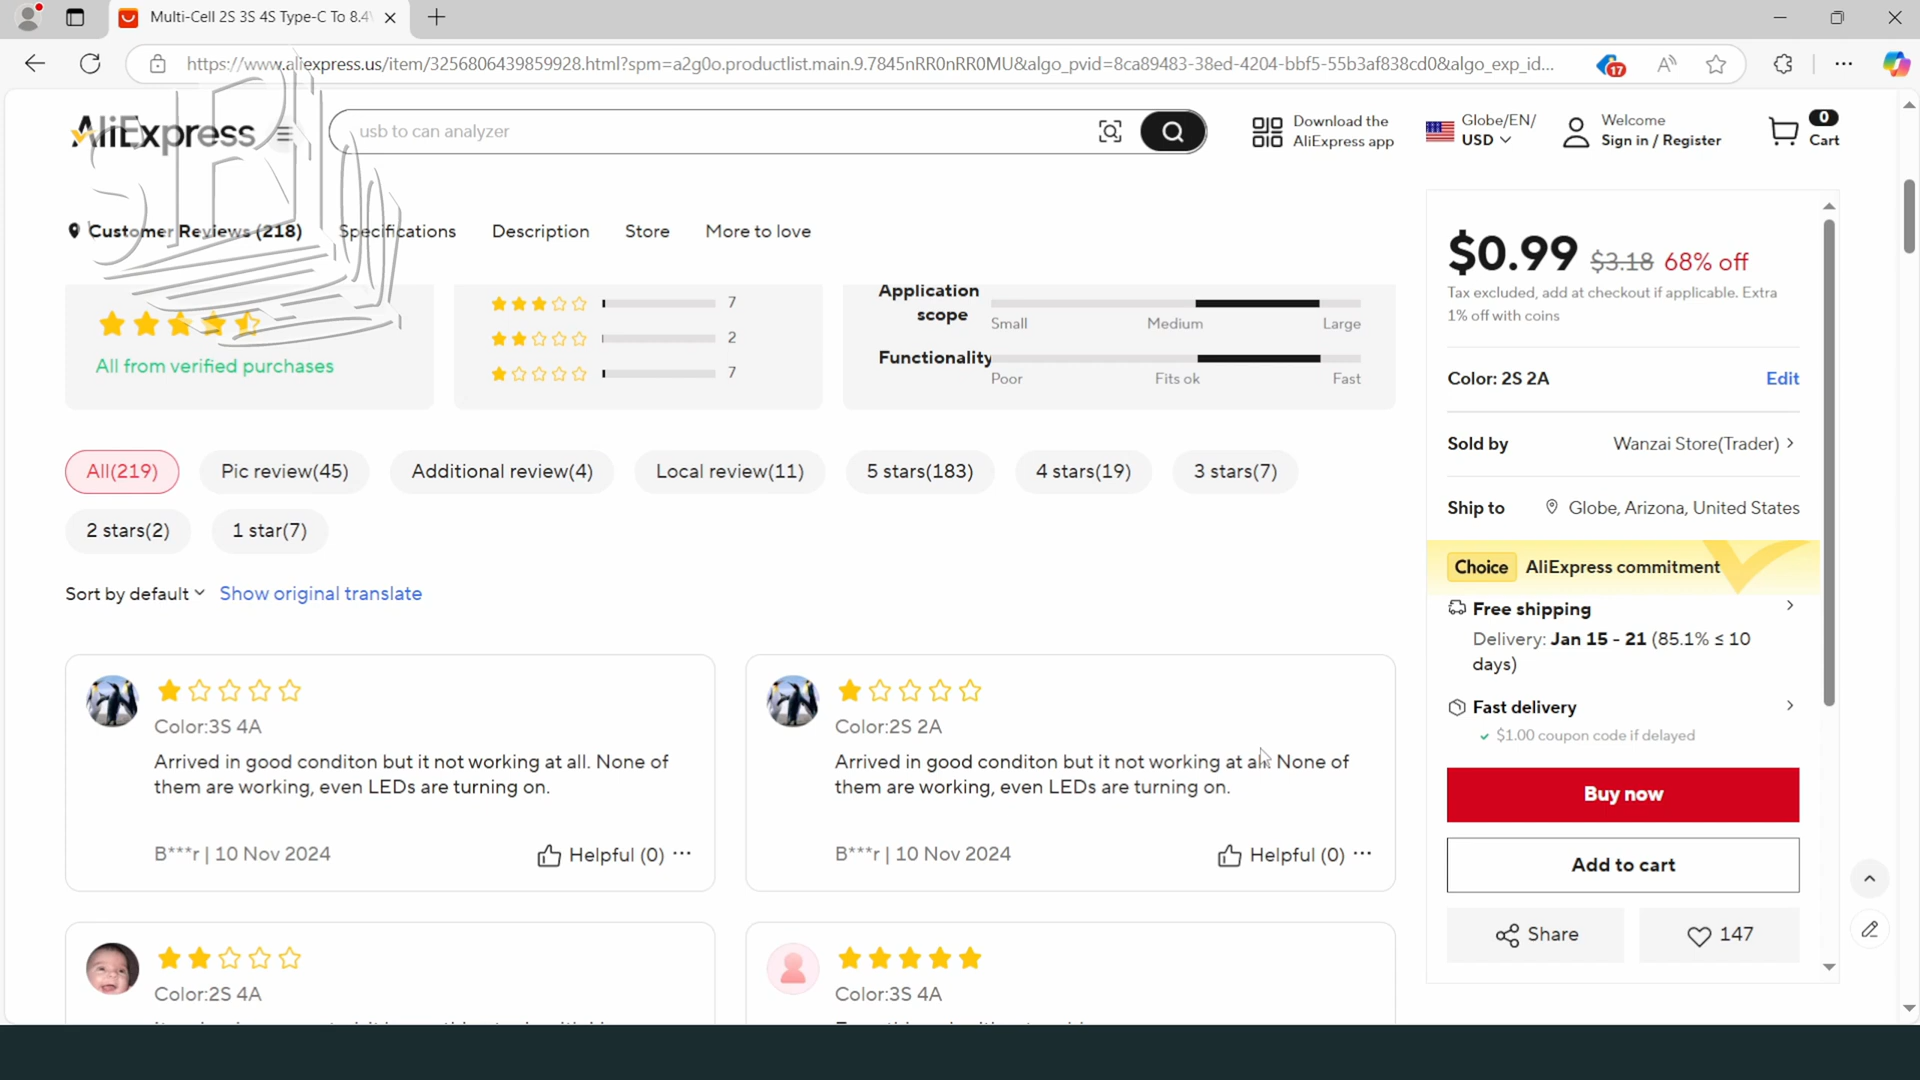 Multi-Cell 2S 3S 4S Type-C To 8.4
https://www.aliexpress.us/item/3256806439859928.html?spm=a2g0o.productlist.main.9.7845nRR0nRR0MU&algo_pvid=8ca89483-38ed-4204-bbf5-55b3af838cd0&algo_exp_id...
17
AliExpress
usb to can analyzer
Download the
AliExpress app
Globe/EN/
USD
Welcome
Sign in / Register
0
Cart
Customer Reviews (218)
Specifications
Description
Store
More to love
All from verified purchases
7
2
7
Application
scope
Small
Medium
Large
Functionality
Poor
Fits ok
Fast
All(219)
Pic review(45)
Additional review(4)
Local review(11)
5 stars(183)
4 stars(19)
3 stars(7)
2 stars(2)
1 star(7)
Sort by default
Show original translate
Color:3S 4A
Arrived in good conditon but it not working at all. None of
them are working, even LEDs are turning on.
B***r | 10 Nov 2024
Helpful (0)
Color:2S 2A
Arrived in good conditon but it not working at all. None of
them are working, even LEDs are turning on.
B***r | 10 Nov 2024
Helpful (0)
Color:2S 4A
Color:3S 4A
$0.99 $3.18 68% off
Tax excluded, add at checkout if applicable. Extra
1% off with coins
Color: 2S 2A
Edit
Sold by
Wanzai Store(Trader)
Ship to
Globe, Arizona, United States
Choice
AliExpress commitment
Free shipping
Delivery: Jan 15 - 21 (85.1% ≤ 10
days)
Fast delivery
$1.00 coupon code if delayed
Buy now
Add to cart
Share
147